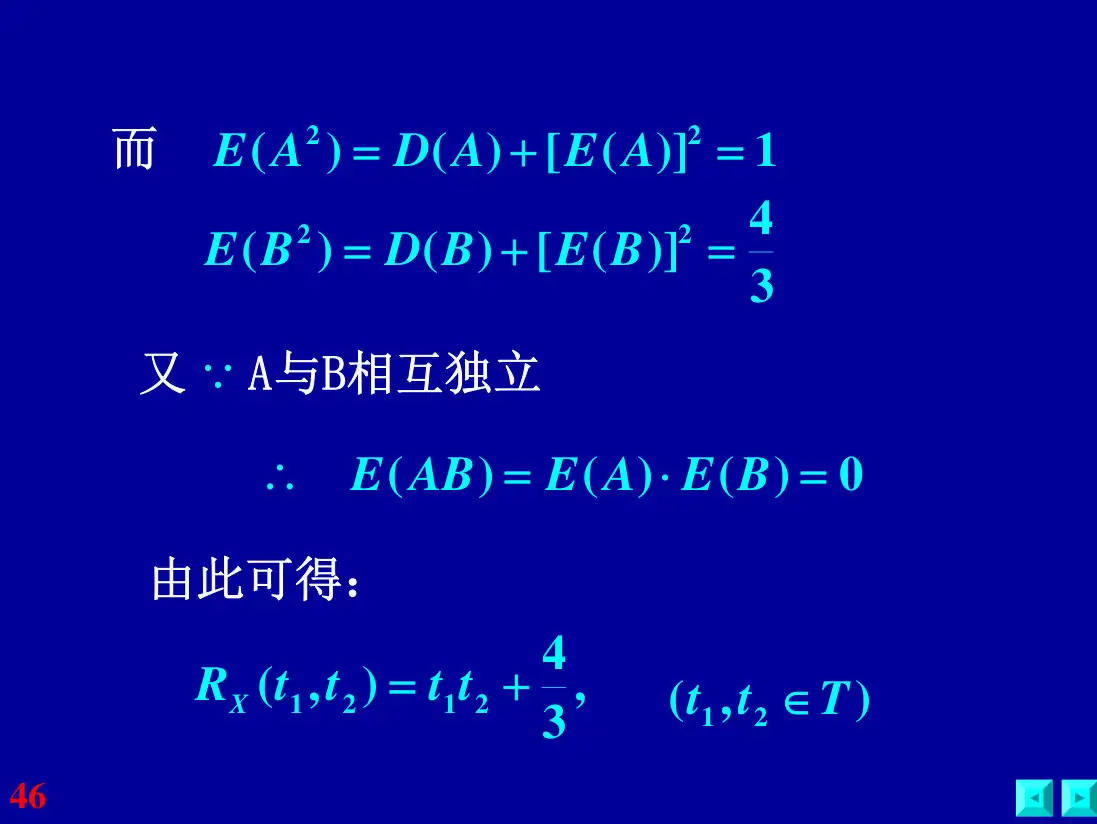 而 E(A²) = D(A) + [E(A)]² = 1
E(B²) = D(B) + [E(B)]² = 4/3
又 ∵ A与B相互独立
∴ E(AB) = E(A)·E(B) = 0
由此可得:
R_X(t₁,t₂) = t₁t₂ + 4/3, (t₁,t₂ ∈ T)
46